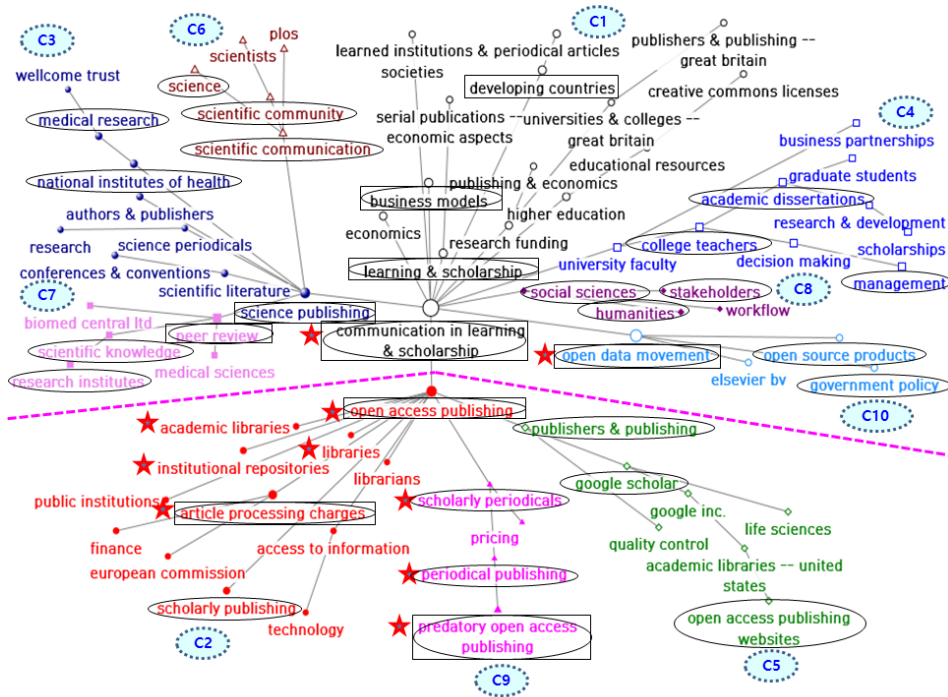 C3
C6
plos
C1
scientists
wellcome trust
learned institutions &
societies
periodical articles
publishers & publishing --
great britain
science
developing countries
creative commons licenses
medical research
scientific community
serial publications --
economic aspects
universities & colleges --
great britain
C4
business partnerships
scientific communication
national institutes of health
educational resources
graduate students
publishing & economics
business models
academic dissertations
authors & publishers
higher education
economics
research & development
research
science periodicals
research funding
college teachers
scholarships
conferences & conventions
learning & scholarship
university faculty
decision making
management
scientific literature
C7
C8
social sciences
stakeholders
biomed central ltd
science publishing
humanities
workflow
peer review
communication in learning
& scholarship
scientific knowledge
open data movement
open source products
medical sciences
elsevier bv
research institutes
government policy
C10
open access publishing
academic libraries
publishers & publishing
libraries
institutional repositories
librarians
google scholar
public institutions
scholarly periodicals
article processing charges
google inc.
life sciences
pricing
quality control
finance
access to information
academic libraries -- united
states
european commission
periodical publishing
scholarly publishing
open access publishing
websites
technology
predatory open access
publishing
C2
C5
C9